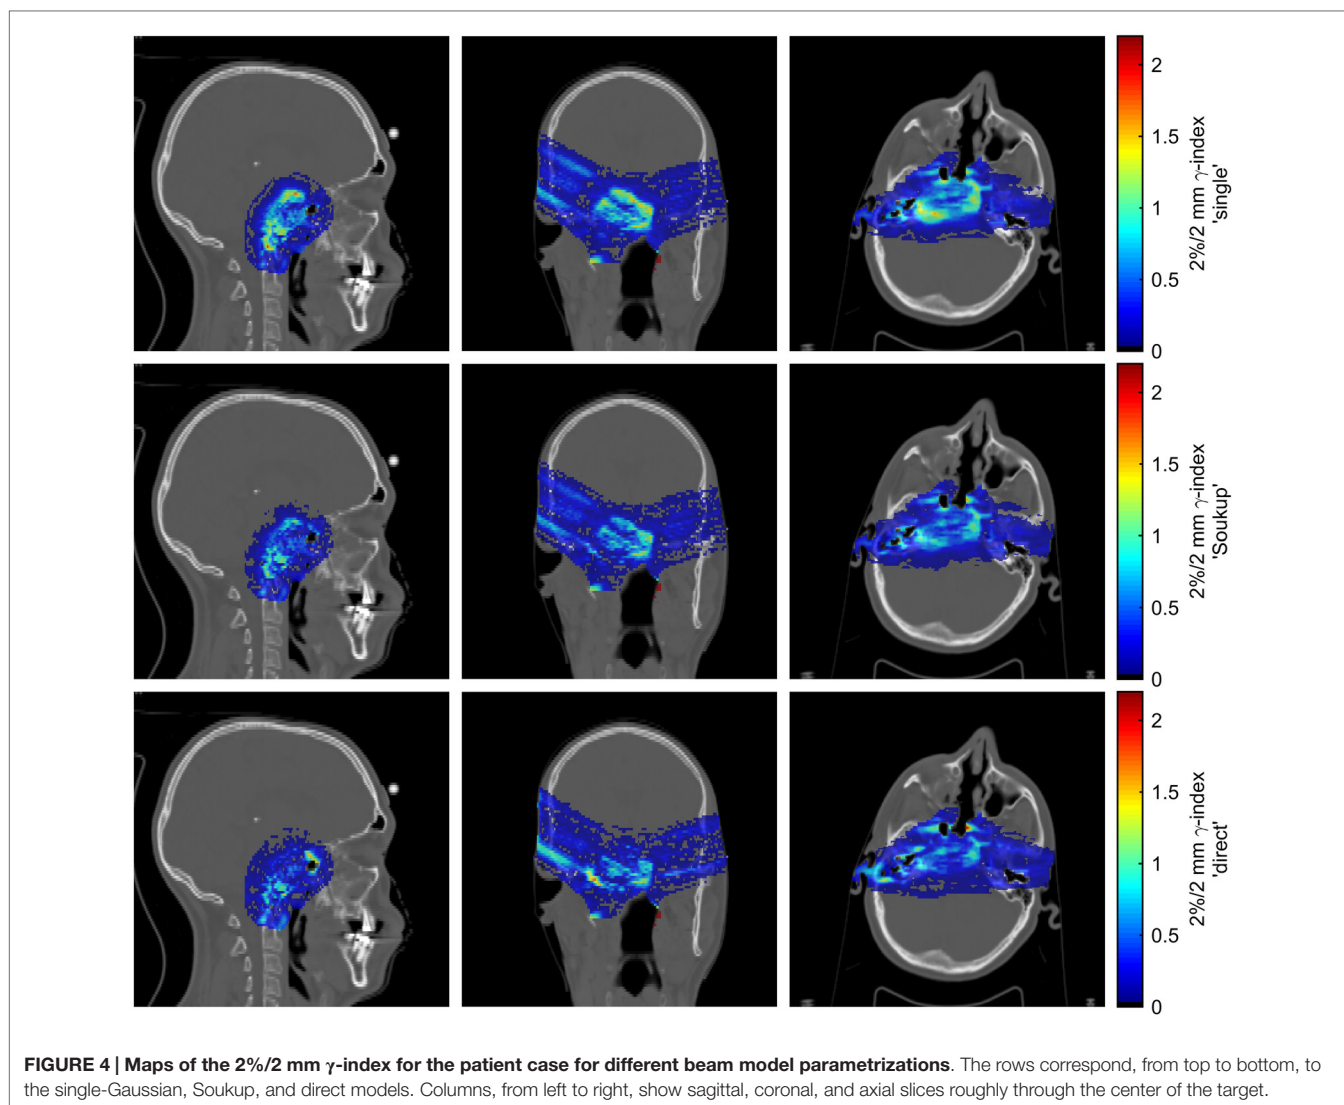 2
1.5
1
0.5
0
2%/2 mm γ-index
'single'
2
1.5
1
0.5
0
2%/2 mm γ-index
'Soukup'
2
1.5
1
0.5
0
2%/2 mm γ-index
'direct'
FIGURE 4 | Maps of the 2%/2 mm γ-index for the patient case for different beam model parametrizations. The rows correspond, from top to bottom, to
the single-Gaussian, Soukup, and direct models. Columns, from left to right, show sagittal, coronal, and axial slices roughly through the center of the target.